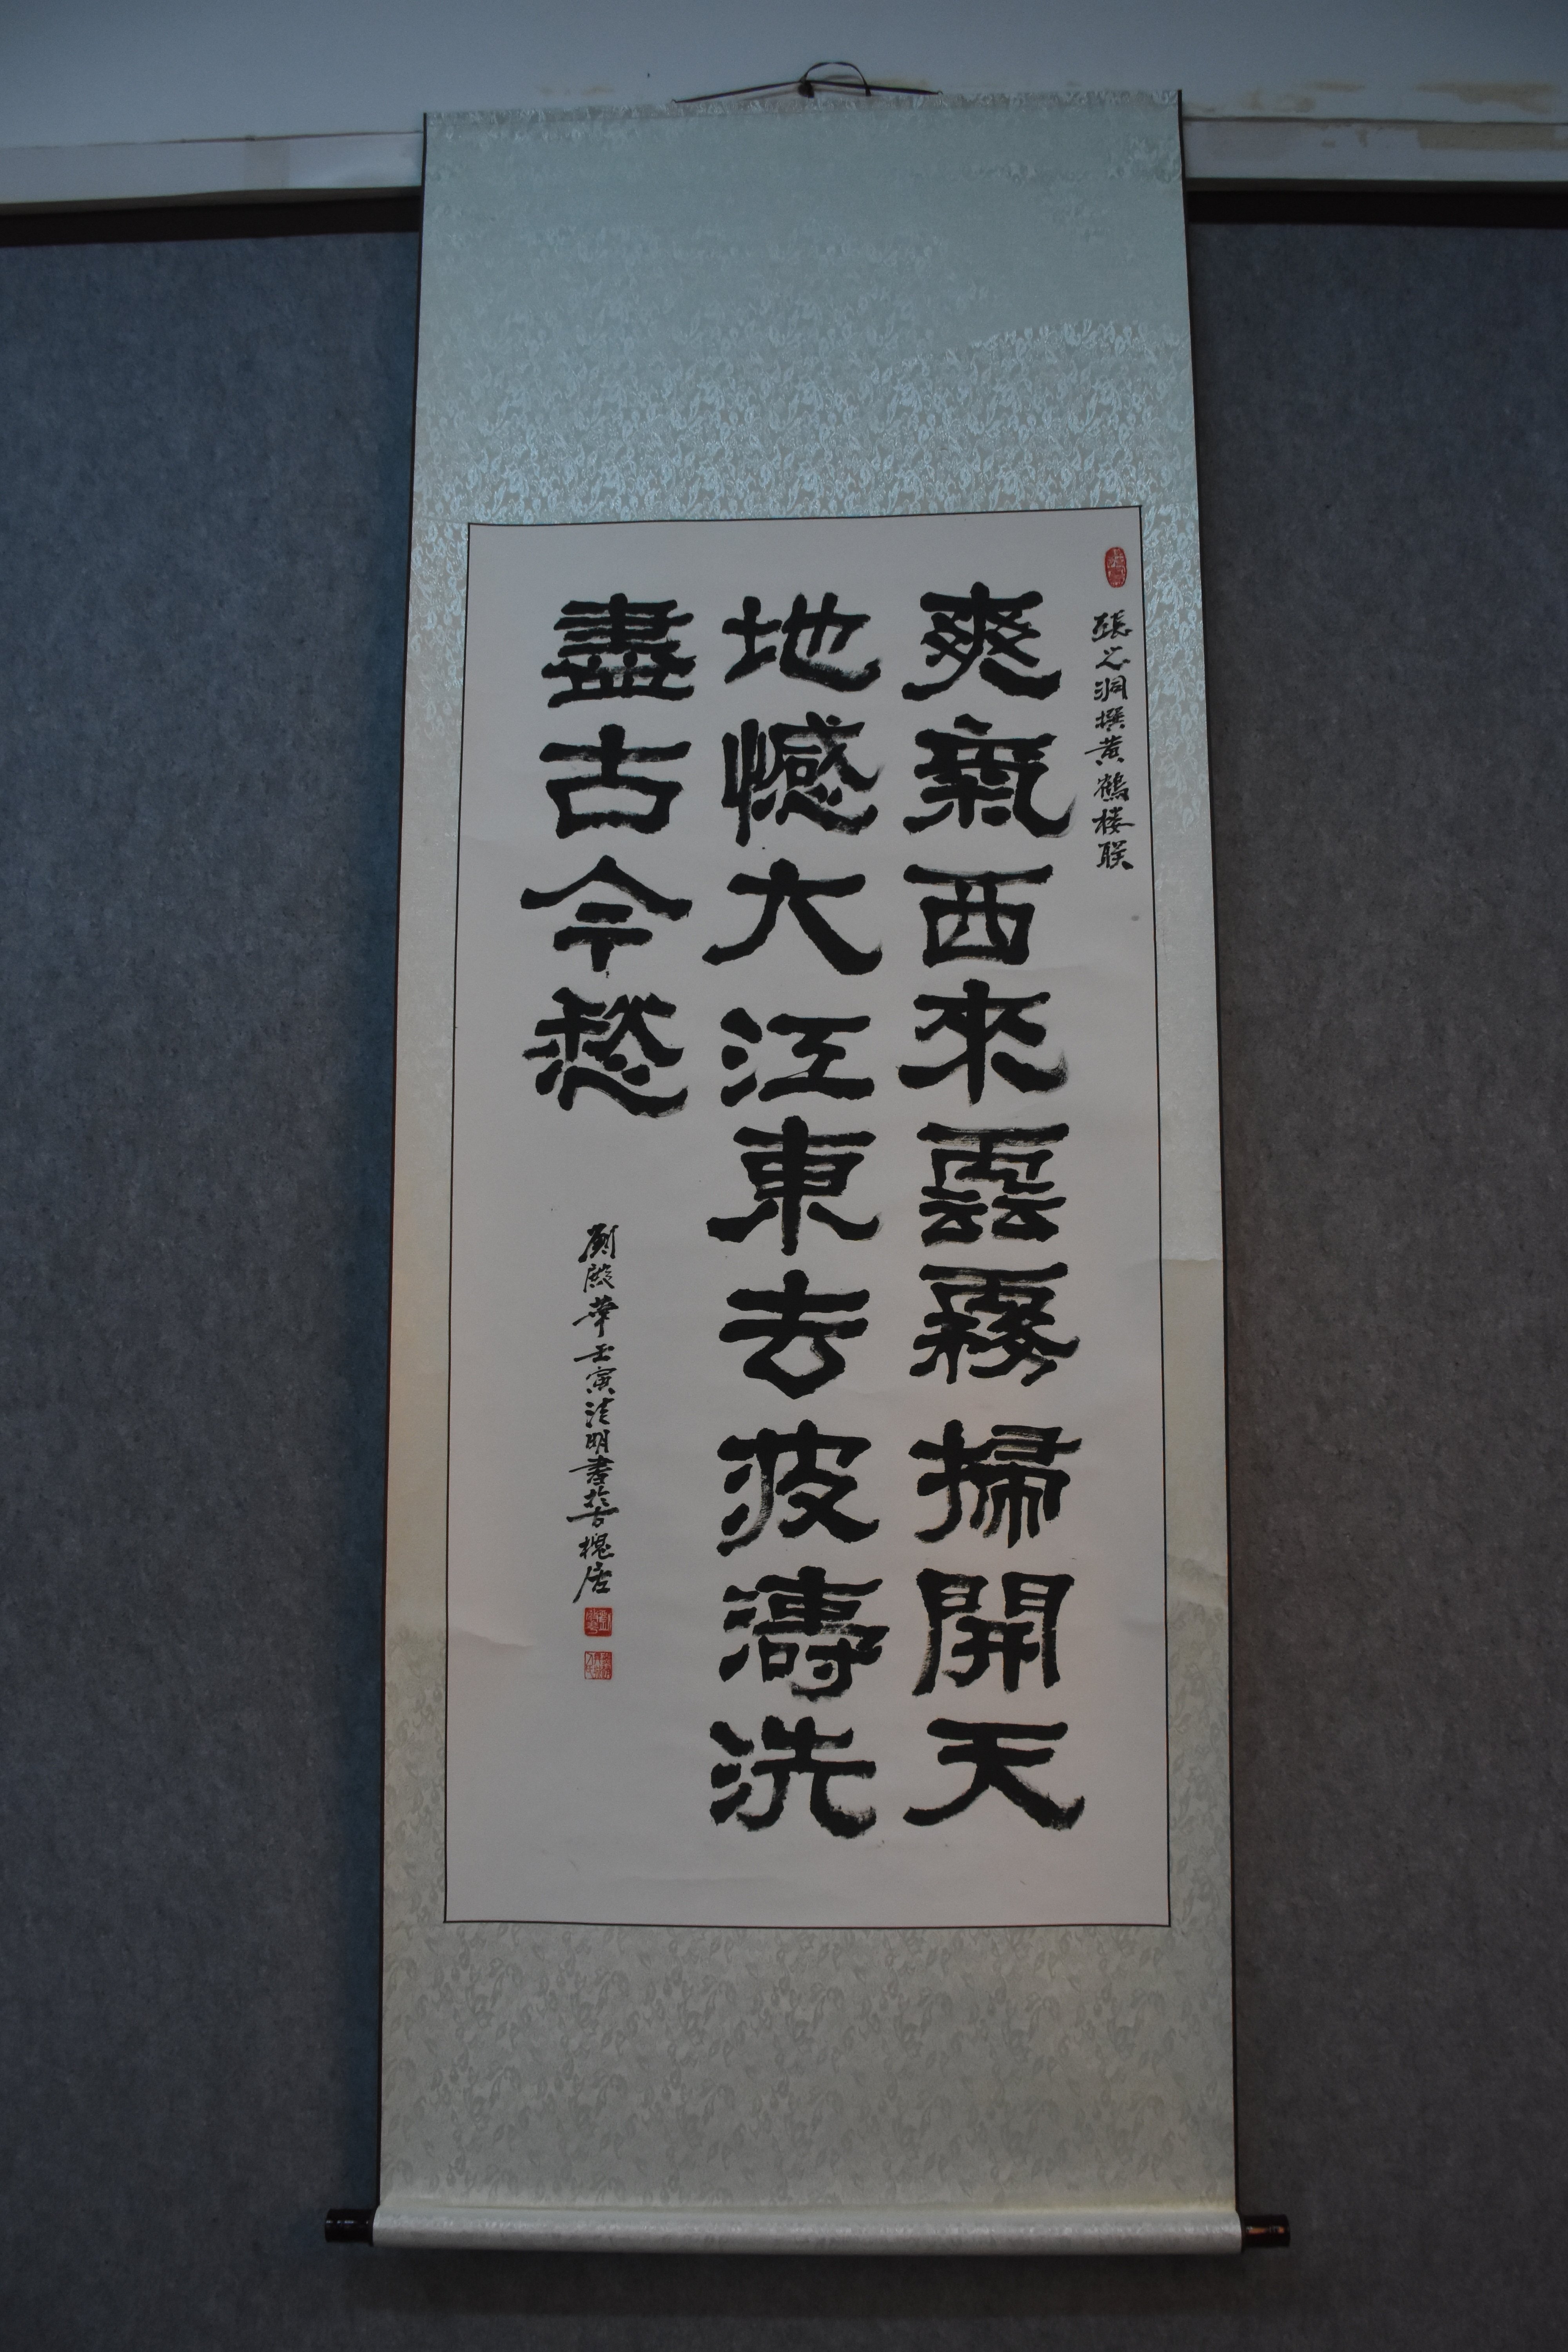 張之洞撰黃鶴楼联
爽氣西來雲霧掃開天
地憾大江東去波濤洗
盡古今愁
劉殿華壬寅清明書於古槐居